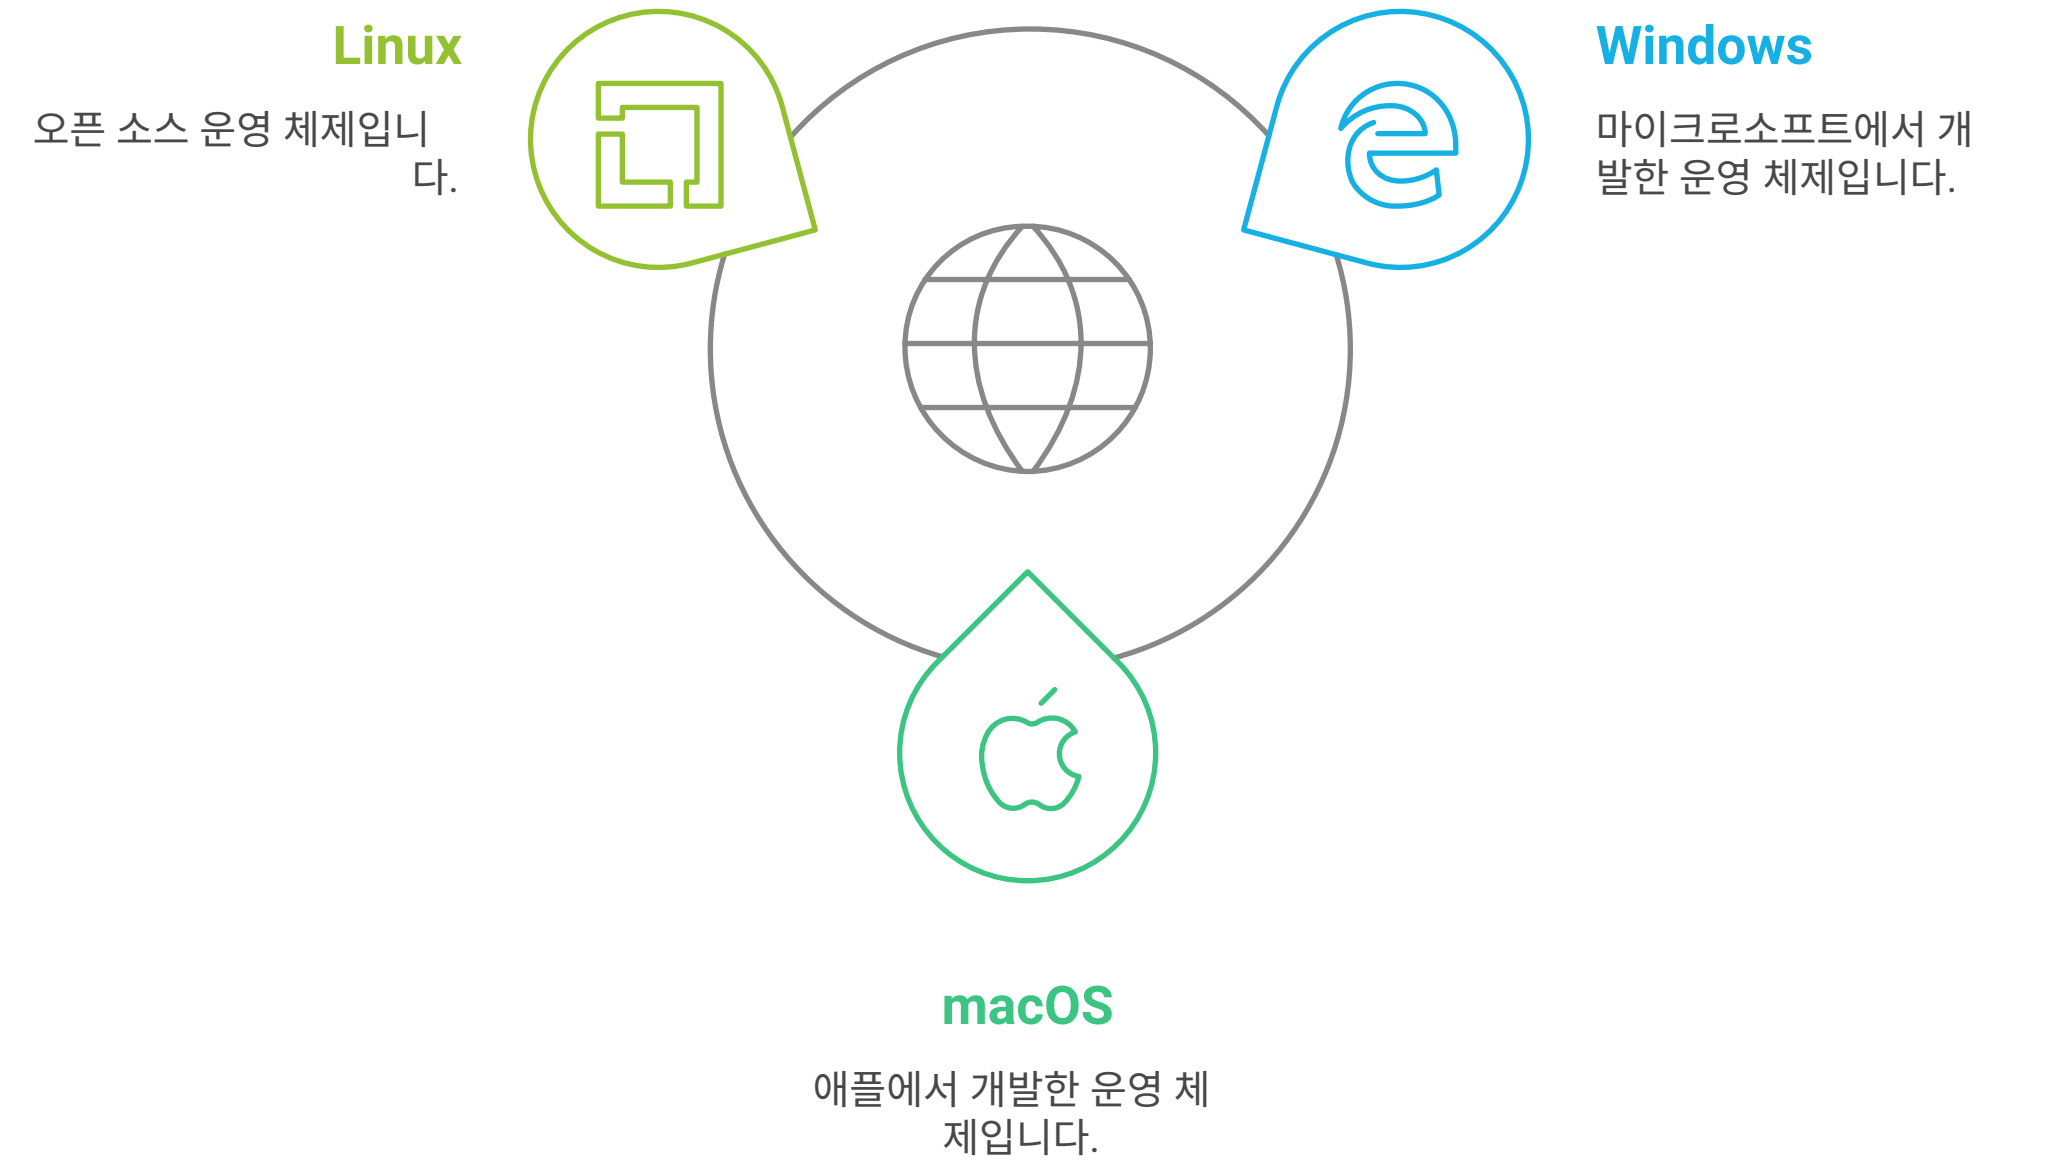 Linux
오픈 소스 운영 체제입니
다.
Windows
마이크로소프트에서 개
발한 운영 체제입니다.
macOS
애플에서 개발한 운영 체
제입니다.